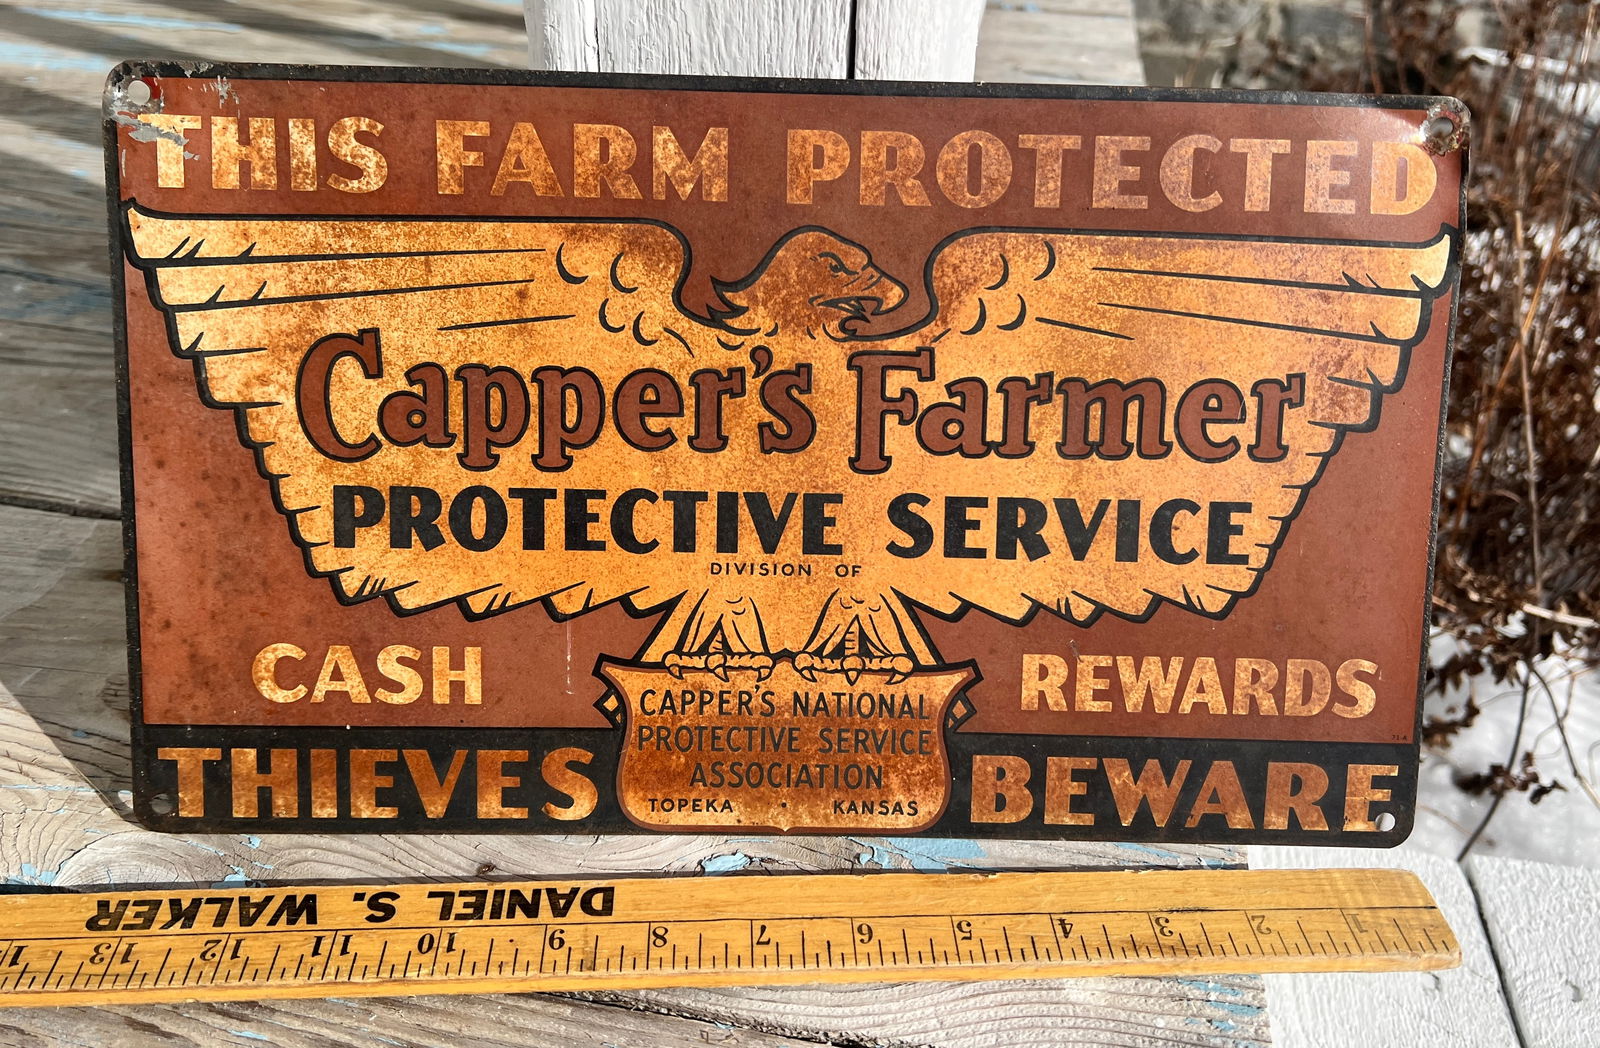 THIS FARM PROTECTED
Capper's Farmer
PROTECTIVE SERVICE
DIVISION OF
CASH REWARDS
CAPPER'S NATIONAL
PROTECTIVE SERVICE
ASSOCIATION
TOPEKA · KANSAS
71-A
THIEVES BEWARE
DANIEL S. WALKER
1 2 3 4 5 6 7 8 9 10 11 12 13